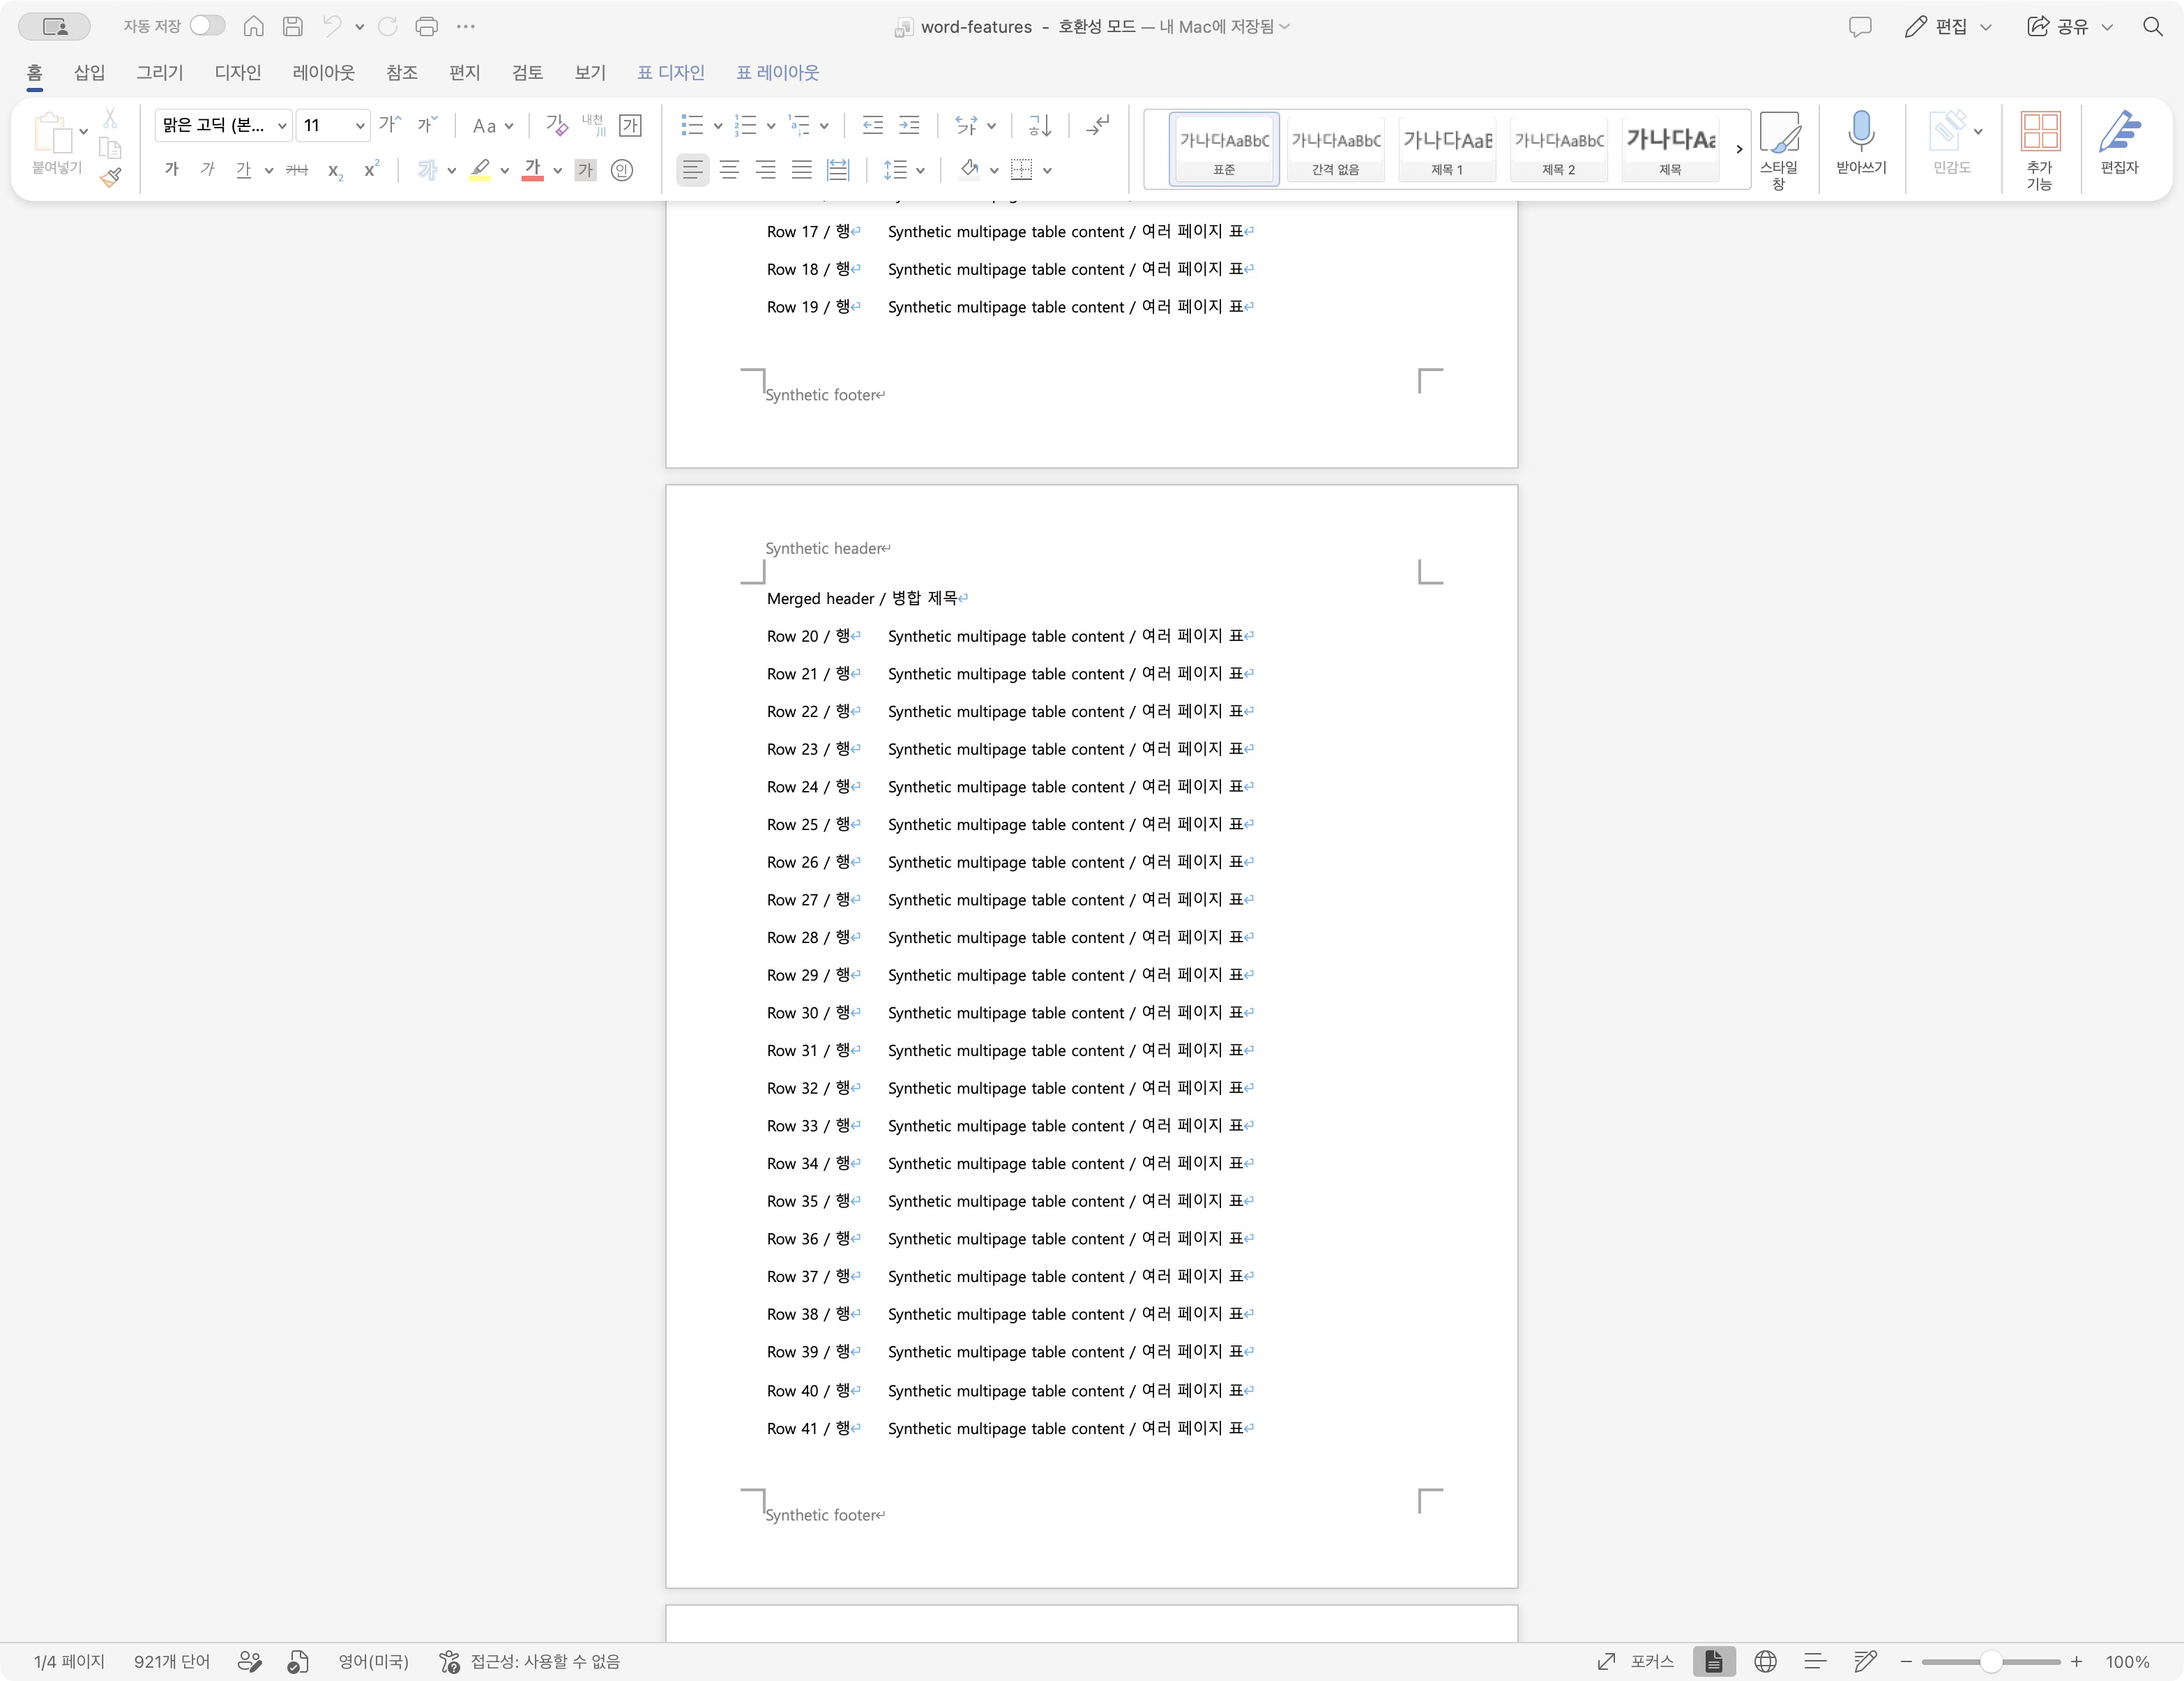 자동 저장
word-features - 호환성 모드 — 내 Mac에 저장됨
편집
공유
홈 삽입 그리기 디자인 레이아웃 참조 편지 검토 보기 표 디자인 표 레이아웃
붙여넣기
맑은 고딕 (본...
11
가나다AaBbC 표준
가나다AaBbC 간격 없음
가나다AaB 제목 1
가나다AaBbC 제목 2
가나다Aa 제목
스타일 창
받아쓰기
민감도
추가 기능
편집자
Row 17 / 행 Synthetic multipage table content / 여러 페이지 표
Row 18 / 행 Synthetic multipage table content / 여러 페이지 표
Row 19 / 행 Synthetic multipage table content / 여러 페이지 표
Synthetic footer
Synthetic header
Merged header / 병합 제목
Row 20 / 행 Synthetic multipage table content / 여러 페이지 표
Row 21 / 행 Synthetic multipage table content / 여러 페이지 표
Row 22 / 행 Synthetic multipage table content / 여러 페이지 표
Row 23 / 행 Synthetic multipage table content / 여러 페이지 표
Row 24 / 행 Synthetic multipage table content / 여러 페이지 표
Row 25 / 행 Synthetic multipage table content / 여러 페이지 표
Row 26 / 행 Synthetic multipage table content / 여러 페이지 표
Row 27 / 행 Synthetic multipage table content / 여러 페이지 표
Row 28 / 행 Synthetic multipage table content / 여러 페이지 표
Row 29 / 행 Synthetic multipage table content / 여러 페이지 표
Row 30 / 행 Synthetic multipage table content / 여러 페이지 표
Row 31 / 행 Synthetic multipage table content / 여러 페이지 표
Row 32 / 행 Synthetic multipage table content / 여러 페이지 표
Row 33 / 행 Synthetic multipage table content / 여러 페이지 표
Row 34 / 행 Synthetic multipage table content / 여러 페이지 표
Row 35 / 행 Synthetic multipage table content / 여러 페이지 표
Row 36 / 행 Synthetic multipage table content / 여러 페이지 표
Row 37 / 행 Synthetic multipage table content / 여러 페이지 표
Row 38 / 행 Synthetic multipage table content / 여러 페이지 표
Row 39 / 행 Synthetic multipage table content / 여러 페이지 표
Row 40 / 행 Synthetic multipage table content / 여러 페이지 표
Row 41 / 행 Synthetic multipage table content / 여러 페이지 표
Synthetic footer
1/4 페이지 921개 단어 영어(미국) 접근성: 사용할 수 없음 포커스 100%